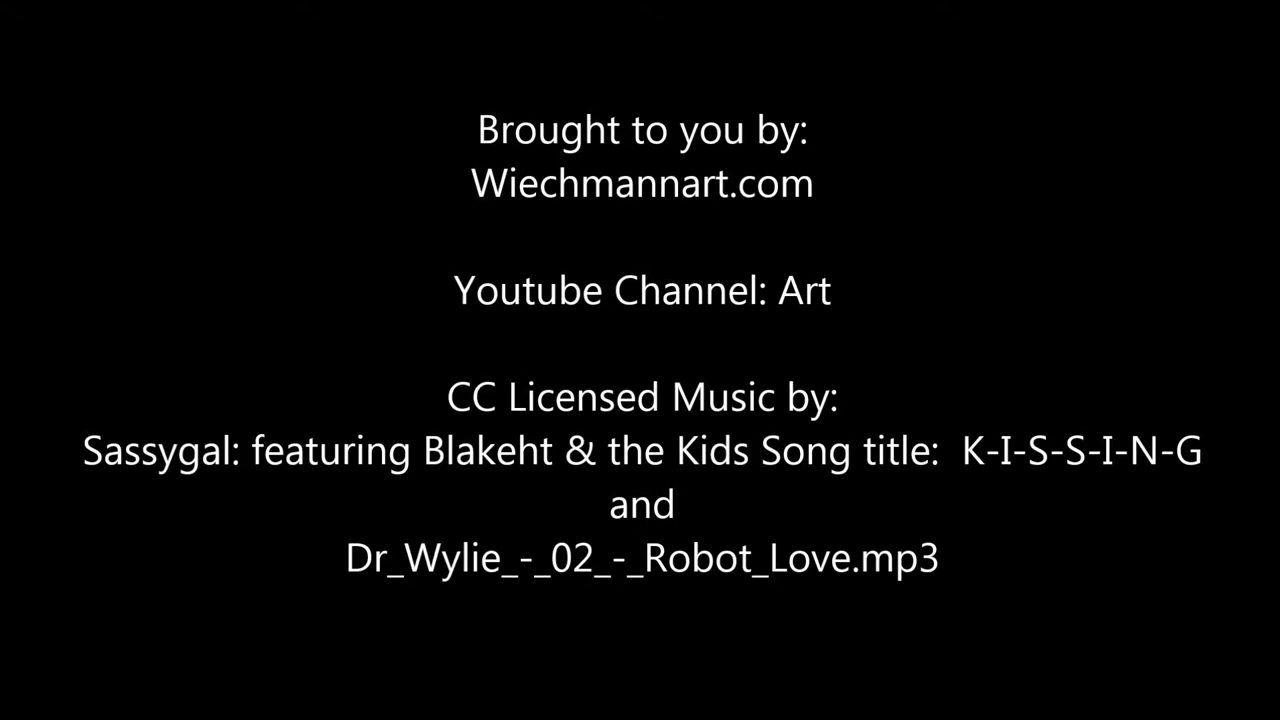 Brought to you by:
Wiechmannart.com
Youtube Channel: Art
CC Licensed Music by:
Sassygal: featuring Blakeht & the Kids Song title:  K-I-S-S-I-N-G
and
Dr_Wylie_-_02_-_Robot_Love.mp3